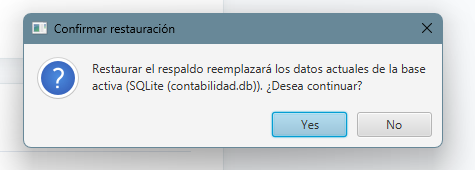 Confirmar restauración
Restaurar el respaldo reemplazará los datos actuales de la base
activa (SQLite (contabilidad.db)). ¿Desea continuar?
Yes
No